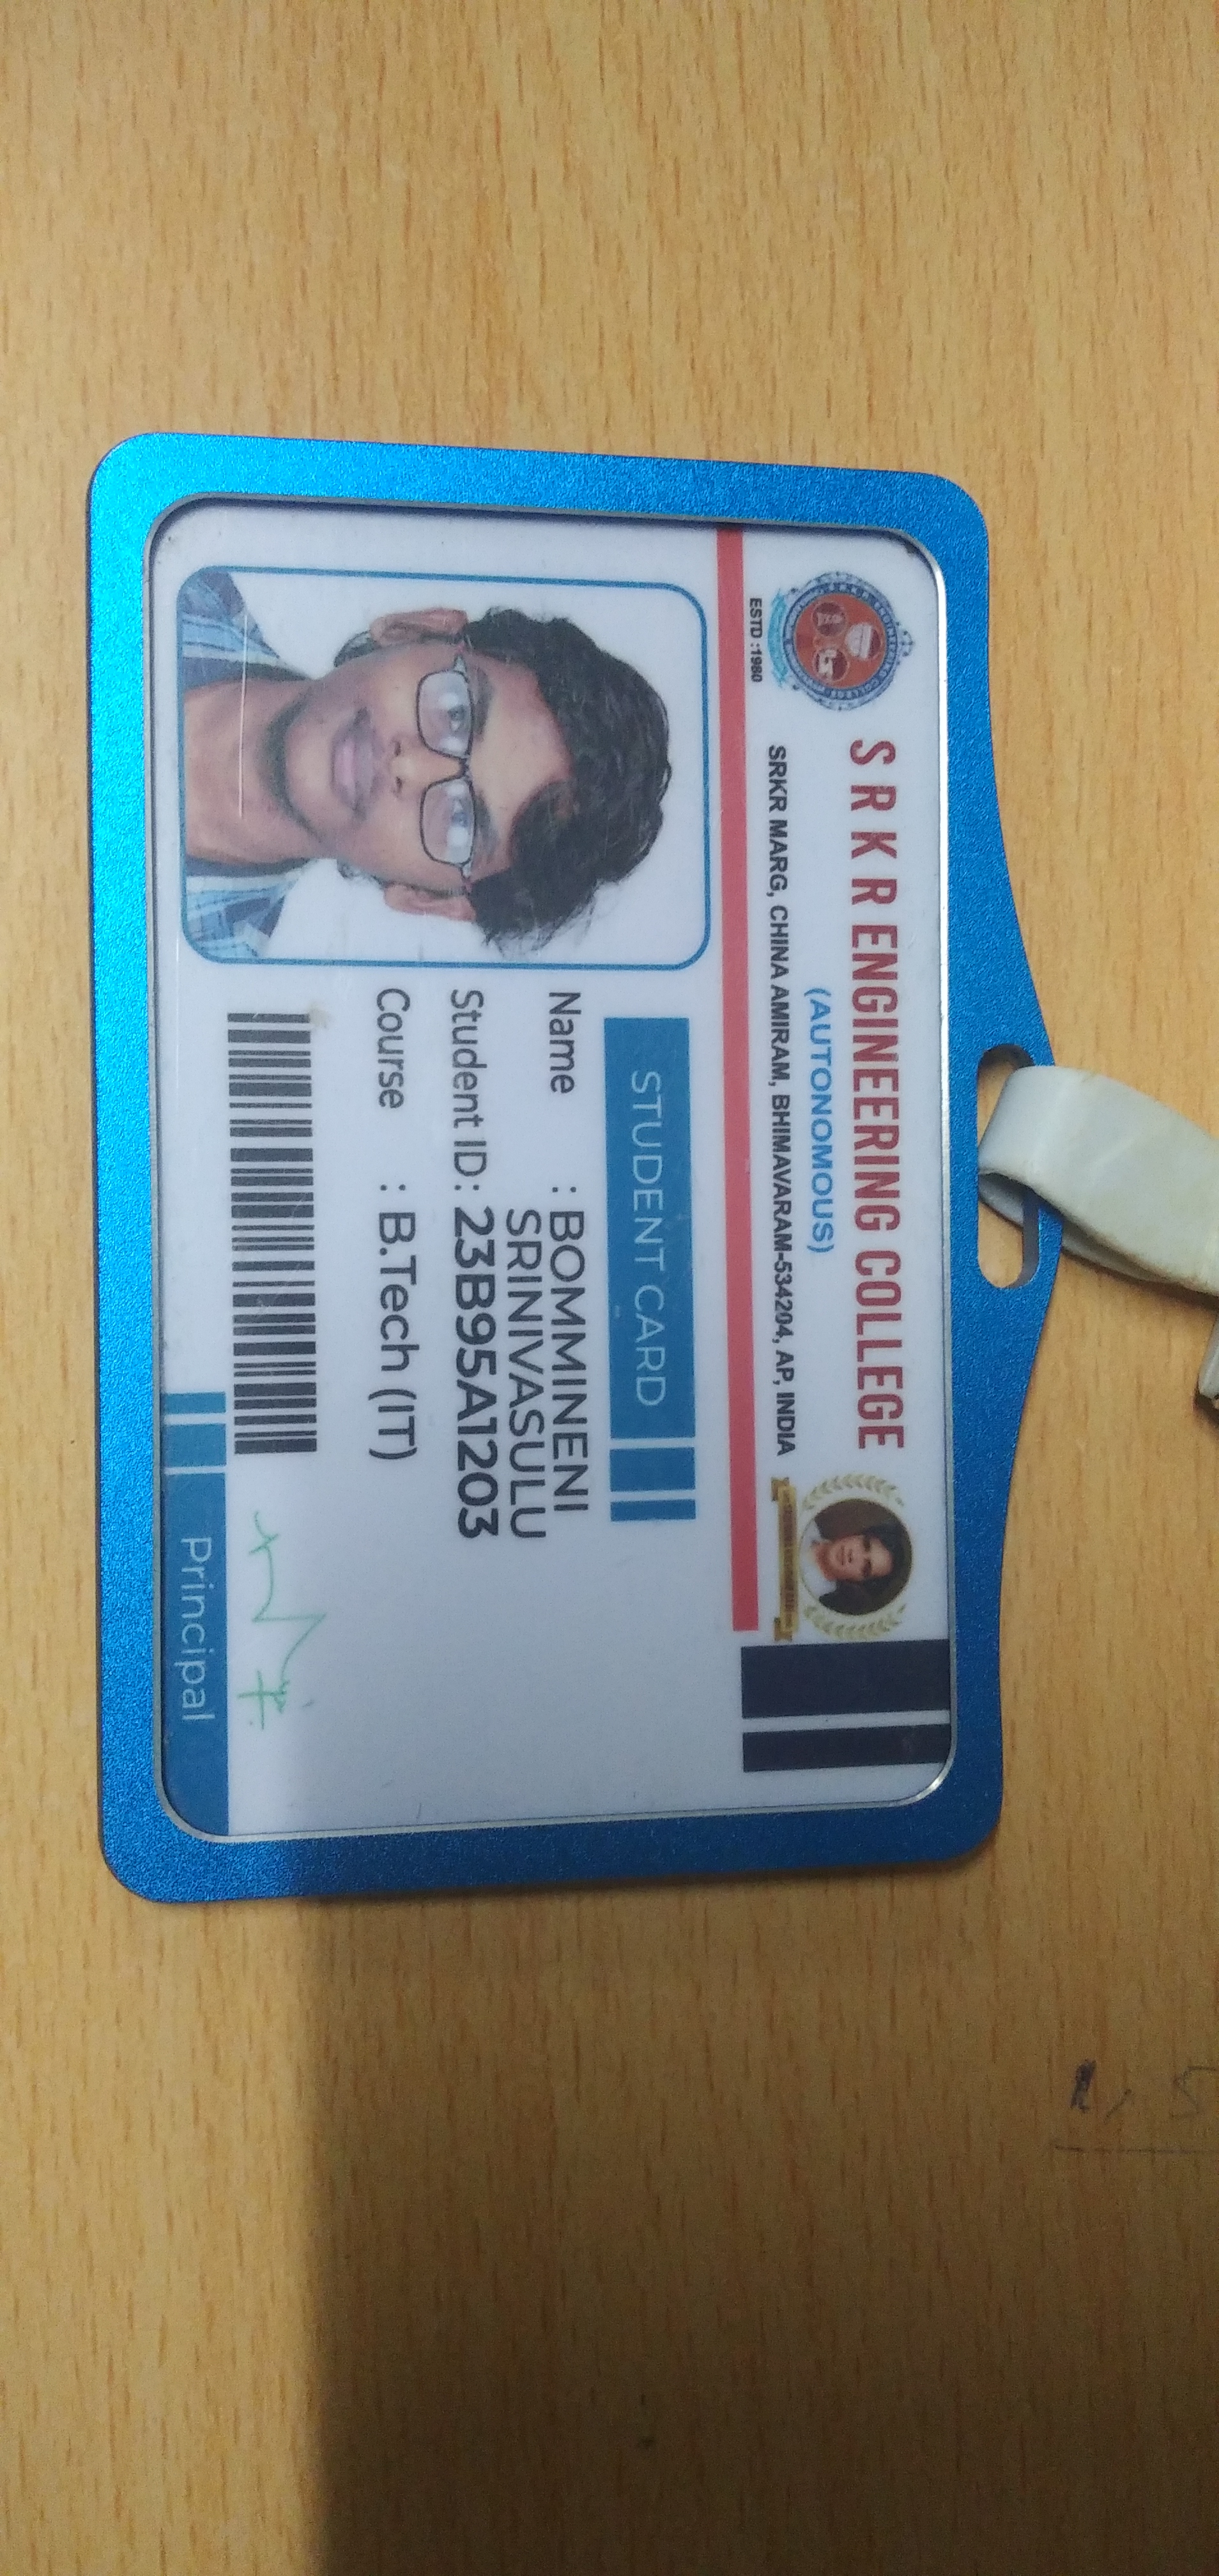 S R K R ENGINEERING COLLEGE
(AUTONOMOUS)
ESTD :1980
SRKR MARG, CHINA AMIRAM, BHIMAVARAM-534204, AP, INDIA
STUDENT CARD
Name : BOMMINENI
SRINIVASULU
Student ID: 23B95A1203
Course : B.Tech (IT)
Principal